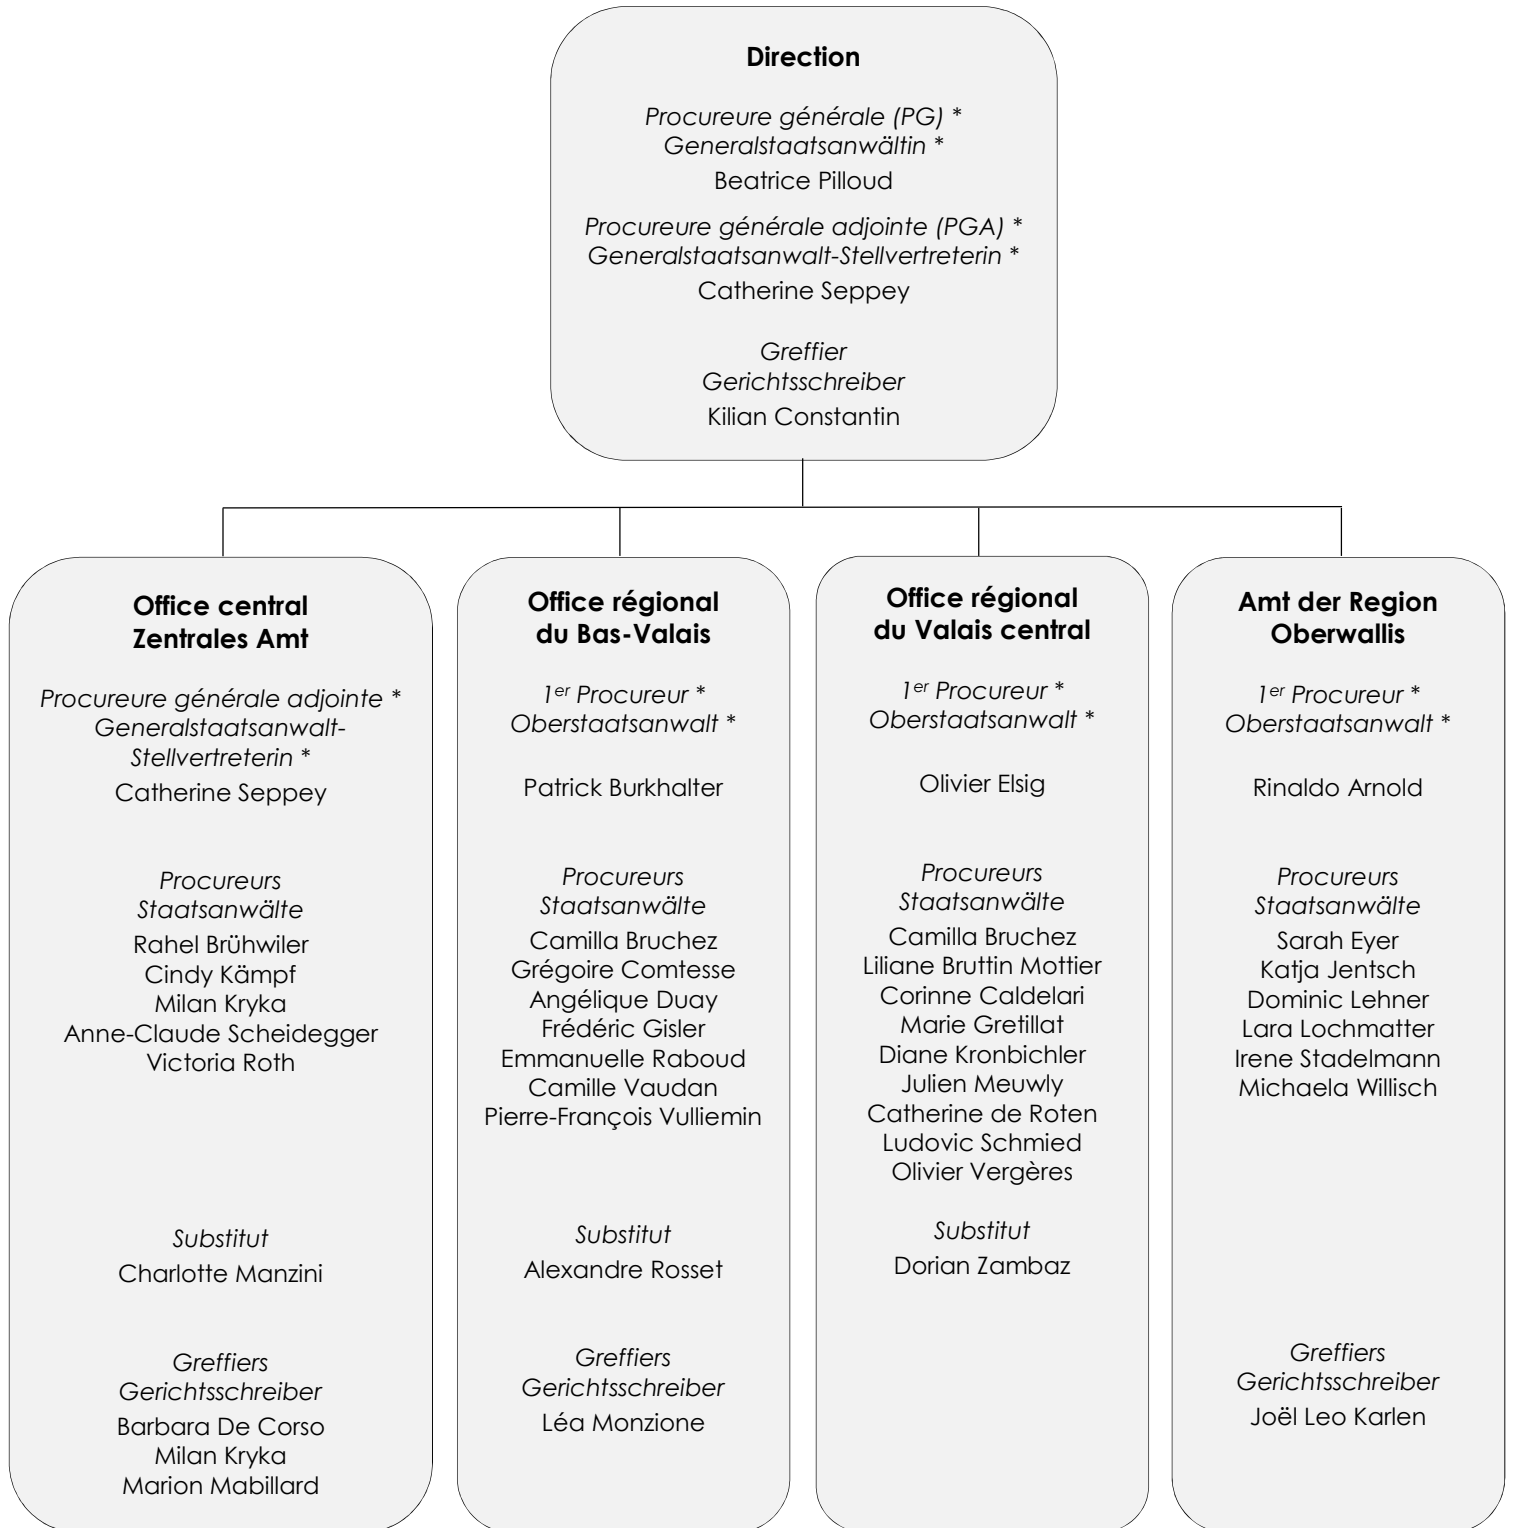 Direction
Procureure générale (PG) *
Generalstaatsanwältin *
Beatrice Pilloud
Procureure générale adjointe (PGA) *
Generalstaatsanwalt-Stellvertreterin *
Catherine Seppey
Greffier
Gerichtsschreiber
Kilian Constantin
Office central
Zentrales Amt
Procureure générale adjointe *
Generalstaatsanwalt-
Stellvertreterin *
Catherine Seppey
Procureurs
Staatsanwälte
Rahel Brühwiler
Cindy Kämpf
Milan Kryka
Anne-Claude Scheidegger
Victoria Roth
Substitut
Charlotte Manzini
Greffiers
Gerichtsschreiber
Barbara De Corso
Milan Kryka
Marion Mabillard
Office régional
du Bas-Valais
1er Procureur *
Oberstaatsanwalt *
Patrick Burkhalter
Procureurs
Staatsanwälte
Camilla Bruchez
Grégoire Comtesse
Angélique Duay
Frédéric Gisler
Emmanuelle Raboud
Camille Vaudan
Pierre-François Vulliemin
Substitut
Alexandre Rosset
Greffiers
Gerichtsschreiber
Léa Monzione
Office régional
du Valais central
1er Procureur *
Oberstaatsanwalt *
Olivier Elsig
Procureurs
Staatsanwälte
Camilla Bruchez
Liliane Bruttin Mottier
Corinne Caldelari
Marie Gretillat
Diane Kronbichler
Julien Meuwly
Catherine de Roten
Ludovic Schmied
Olivier Vergères
Substitut
Dorian Zambaz
Amt der Region
Oberwallis
1er Procureur *
Oberstaatsanwalt *
Rinaldo Arnold
Procureurs
Staatsanwälte
Sarah Eyer
Katja Jentsch
Dominic Lehner
Lara Lochmatter
Irene Stadelmann
Michaela Willisch
Greffiers
Gerichtsschreiber
Joël Leo Karlen